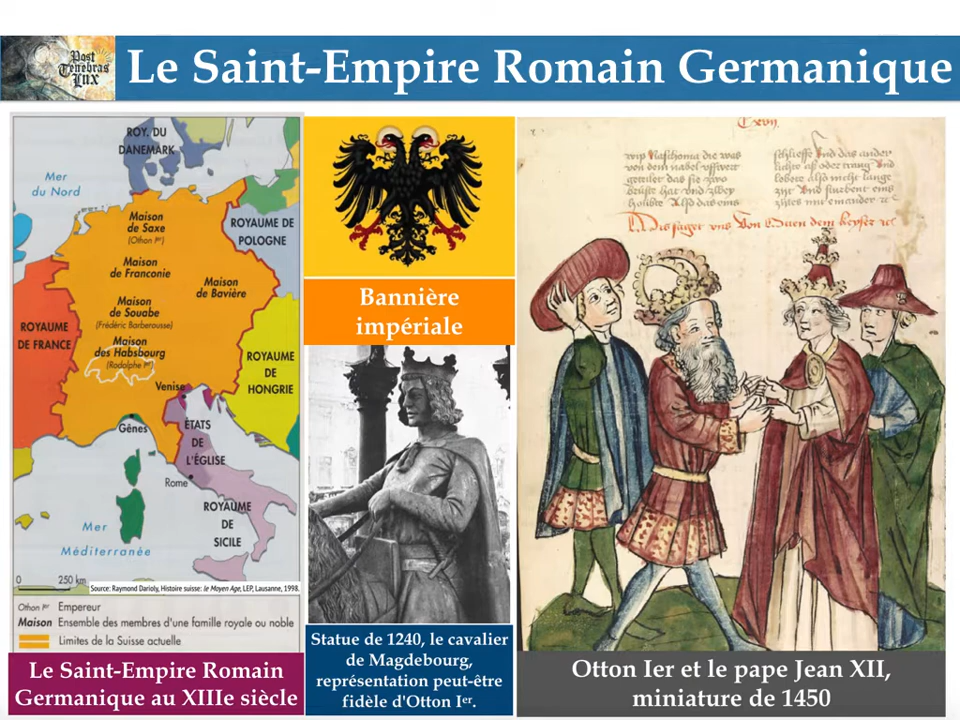 Post
Tenebras
Lux
Le Saint-Empire Romain Germanique
ROY. DU
DANEMARK
Mer
du Nord
Maison
de Saxe
(Othon Ier)
ROYAUME DE
POLOGNE
Maison
de Franconie
Maison
de Bavière
Maison
de Souabe
(Frédéric Barberousse)
ROYAUME
DE FRANCE
Maison
des Habsbourg
(Rodolphe Ier)
ROYAUME
DE
HONGRIE
Venise
Gênes
ÉTATS
DE
L'ÉGLISE
Rome
ROYAUME
DE
SICILE
Mer
Méditerranée
0 250 km
Source: Raymond Darioly, Histoire suisse: le Moyen Age, LEP, Lausanne, 1998.
Othon Ier Empereur
Maison Ensemble des membres d'une famille royale ou noble
Limites de la Suisse actuelle
Le Saint-Empire Romain
Germanique au XIIIe siècle
Bannière
impériale
Statue de 1240, le cavalier
de Magdebourg,
représentation peut-être
fidèle d'Otton Ier.
Otton Ier et le pape Jean XII,
miniature de 1450